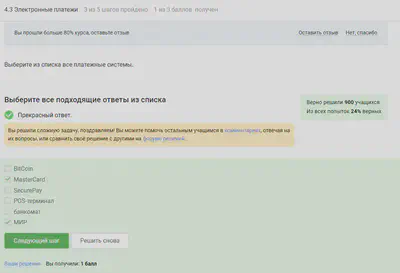 4.3 Электронные платежи 3 из 3 шагов пройдено 1 из 3 баллов получен
Вы прошли больше 80% курса, оставьте отзыв Оставить отзыв Нет, спасибо
Выберите из списка все платежные системы.
Выберите все подходящие ответы из списка
Верно решили 900 учащихся
Из всех попыток 24% верных
Прекрасный ответ.
Вы решили сложную задачу, поздравляем! Вы можете помочь остальным учащимся в комментариях, отвечая на
их вопросы, или сравнить своё решение с другими на форуме решений.
BitCoin
MasterCard
SecurePay
POS-терминал
Банкомат
МИР
Следующий шаг Решить снова
Ваши решения Вы получили: 1 балл